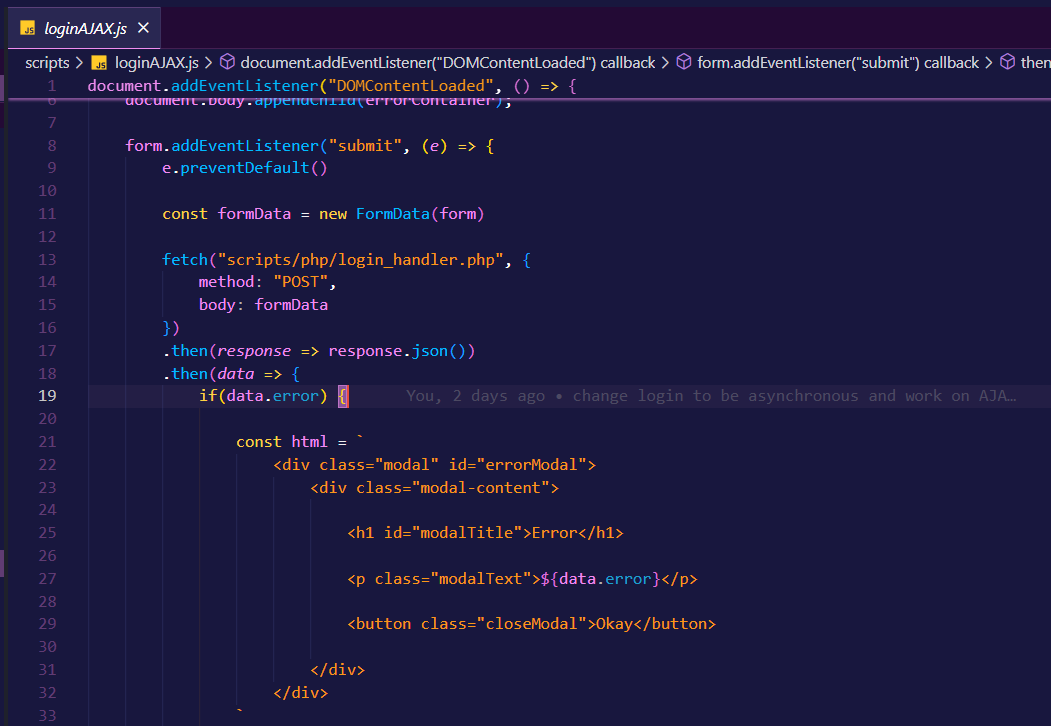 JS loginAJAX.js ×
scripts > JS loginAJAX.js > document.addEventListener("DOMContentLoaded") callback > form.addEventListener("submit") callback > then
1 document.addEventListener("DOMContentLoaded", () => {
6 document.body.appendChild(errorContainer);
7
8 form.addEventListener("submit", (e) => {
9 e.preventDefault()
10
11 const formData = new FormData(form)
12
13 fetch("scripts/php/login_handler.php", {
14 method: "POST",
15 body: formData
16 })
17 .then(response => response.json())
18 .then(data => {
19 if(data.error) { You, 2 days ago • change login to be asynchronous and work on AJA…
20
21 const html = `
22 <div class="modal" id="errorModal">
23 <div class="modal-content">
24
25 <h1 id="modalTitle">Error</h1>
26
27 <p class="modalText">${data.error}</p>
28
29 <button class="closeModal">Okay</button>
30
31 </div>
32 </div>
33 `